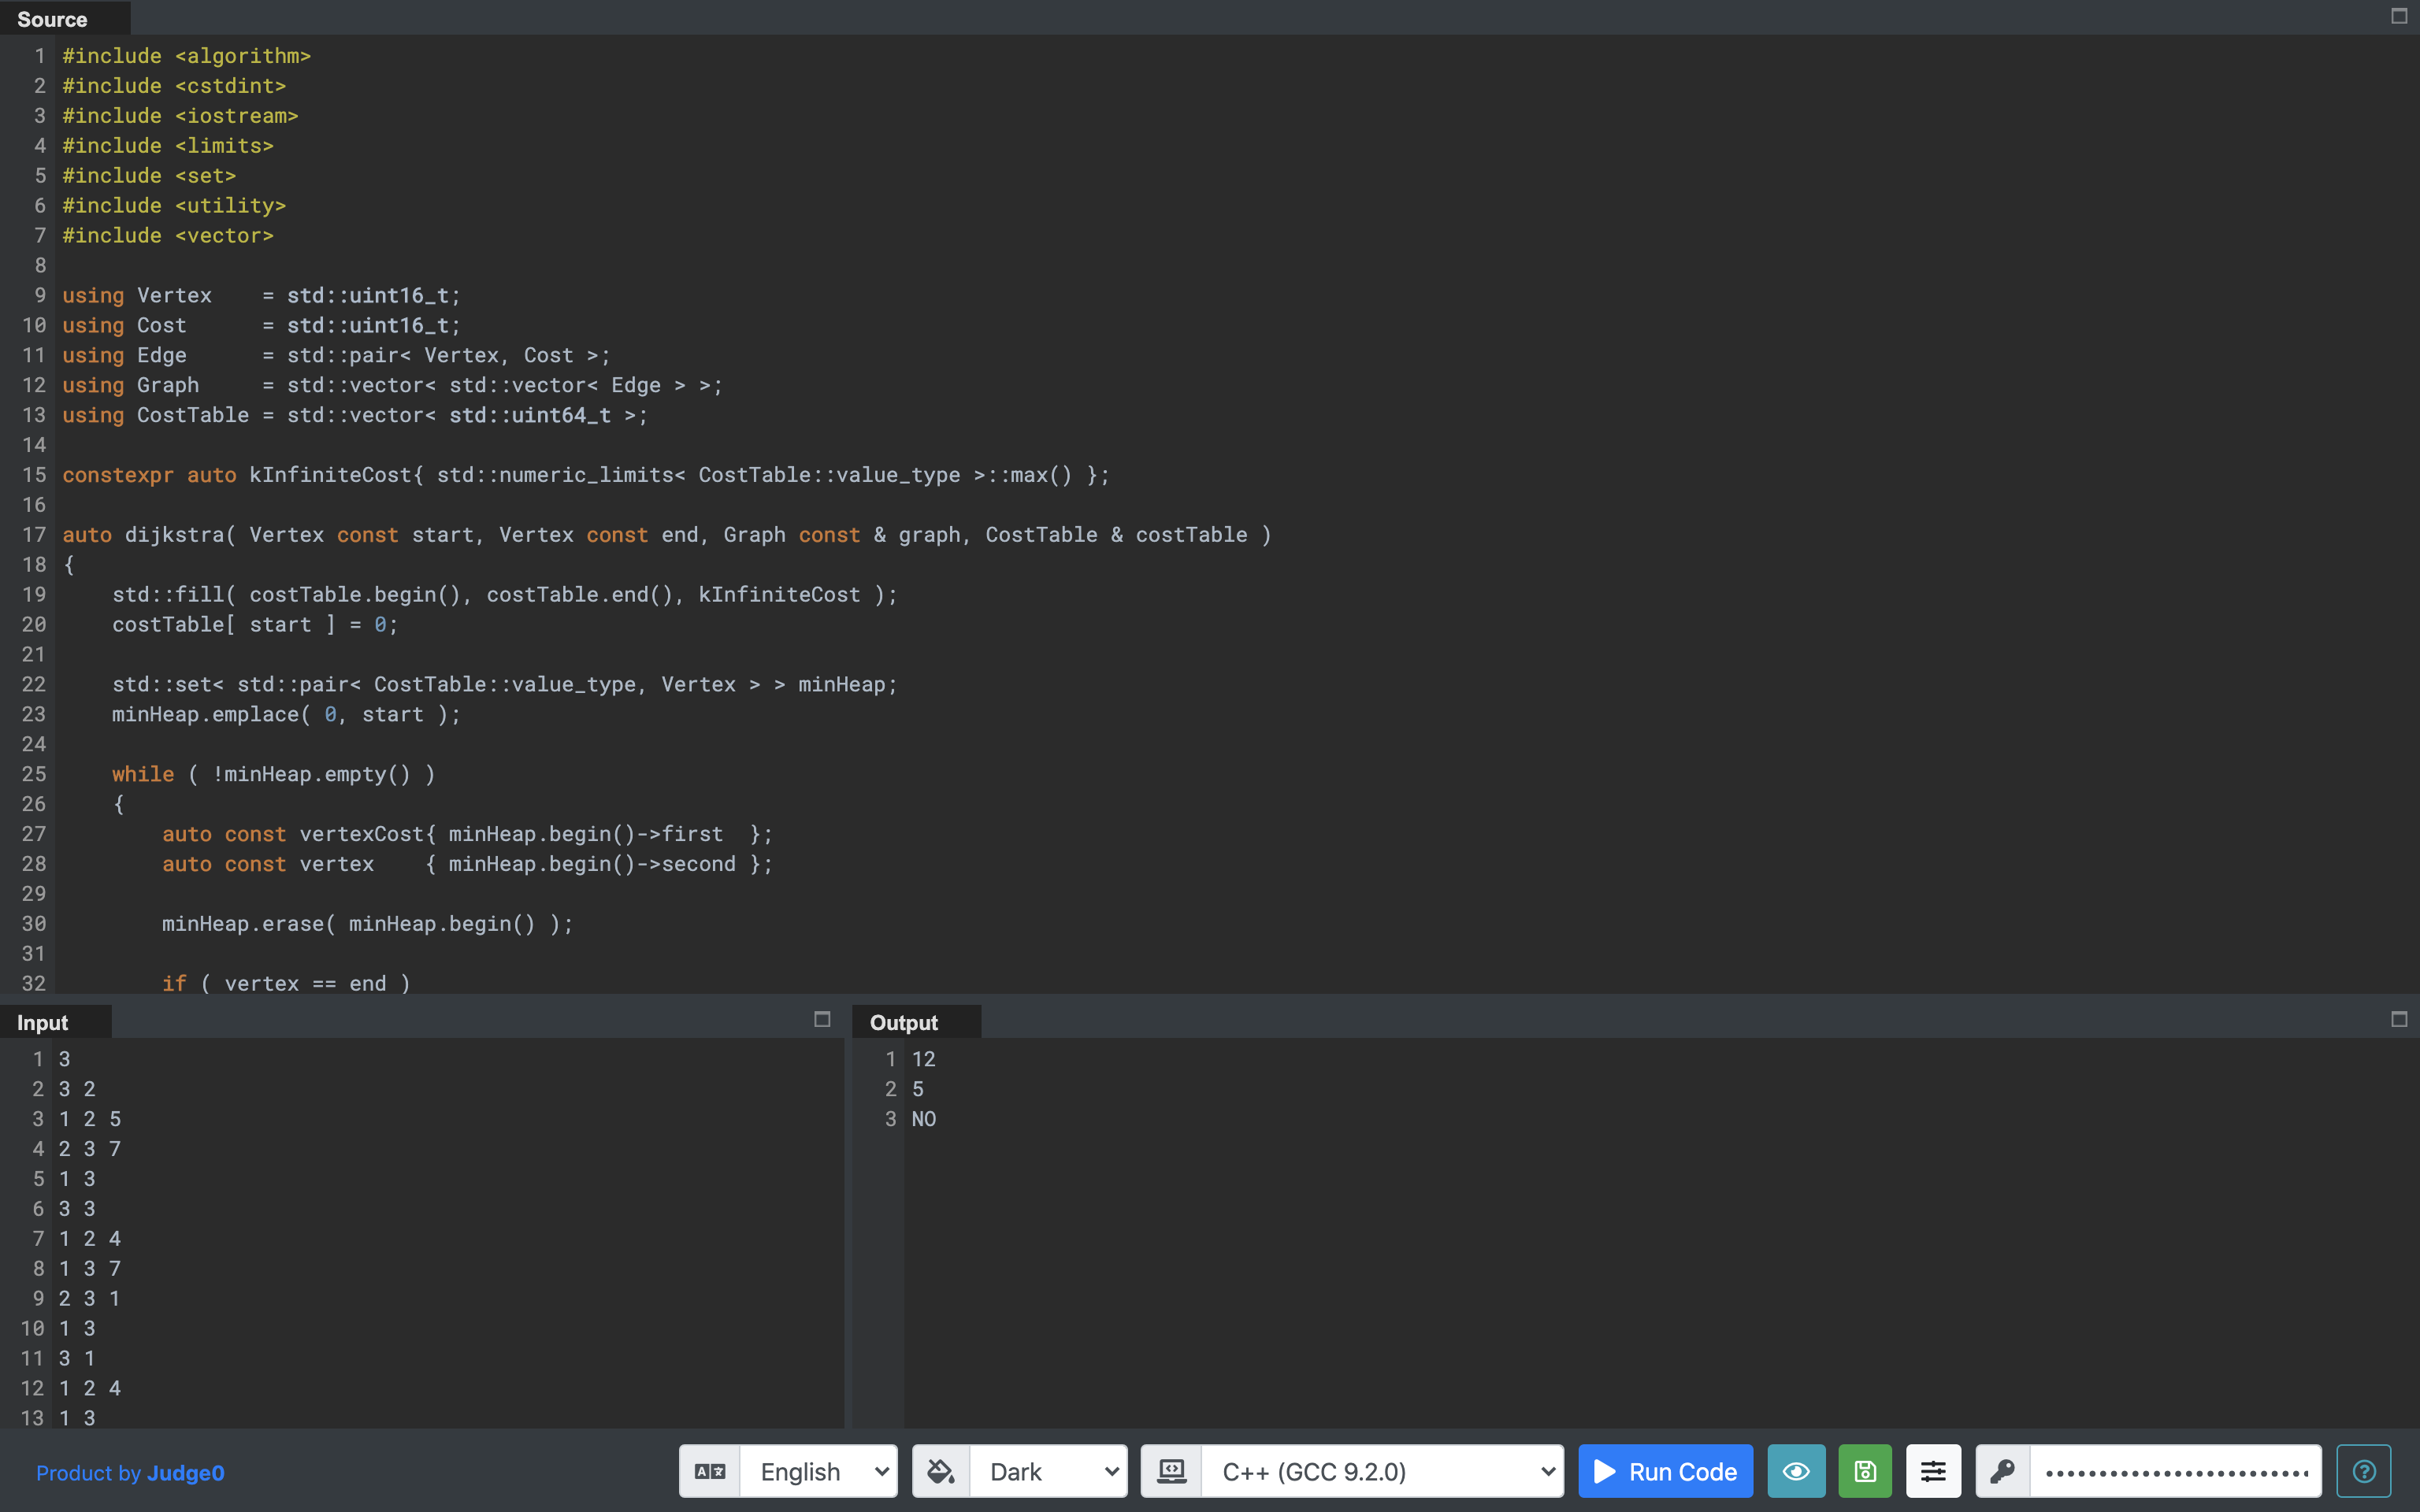 Source
1 #include <algorithm>
2 #include <cstdint>
3 #include <iostream>
4 #include <limits>
5 #include <set>
6 #include <utility>
7 #include <vector>
8
9 using Vertex    = std::uint16_t;
10 using Cost      = std::uint16_t;
11 using Edge      = std::pair< Vertex, Cost >;
12 using Graph     = std::vector< std::vector< Edge > >;
13 using CostTable = std::vector< std::uint64_t >;
14
15 constexpr auto kInfiniteCost{ std::numeric_limits< CostTable::value_type >::max() };
16
17 auto dijkstra( Vertex const start, Vertex const end, Graph const & graph, CostTable & costTable )
18 {
19     std::fill( costTable.begin(), costTable.end(), kInfiniteCost );
20     costTable[ start ] = 0;
21
22     std::set< std::pair< CostTable::value_type, Vertex > > minHeap;
23     minHeap.emplace( 0, start );
24
25     while ( !minHeap.empty() )
26     {
27         auto const vertexCost{ minHeap.begin()->first  };
28         auto const vertex    { minHeap.begin()->second };
29
30         minHeap.erase( minHeap.begin() );
31
32         if ( vertex == end )
Input
1 3
2 3 2
3 1 2 5
4 2 3 7
5 1 3
6 3 3
7 1 2 4
8 1 3 7
9 2 3 1
10 1 3
11 3 1
12 1 2 4
13 1 3
Output
1 12
2 5
3 NO
Product by Judge0
English
Dark
C++ (GCC 9.2.0)
Run Code